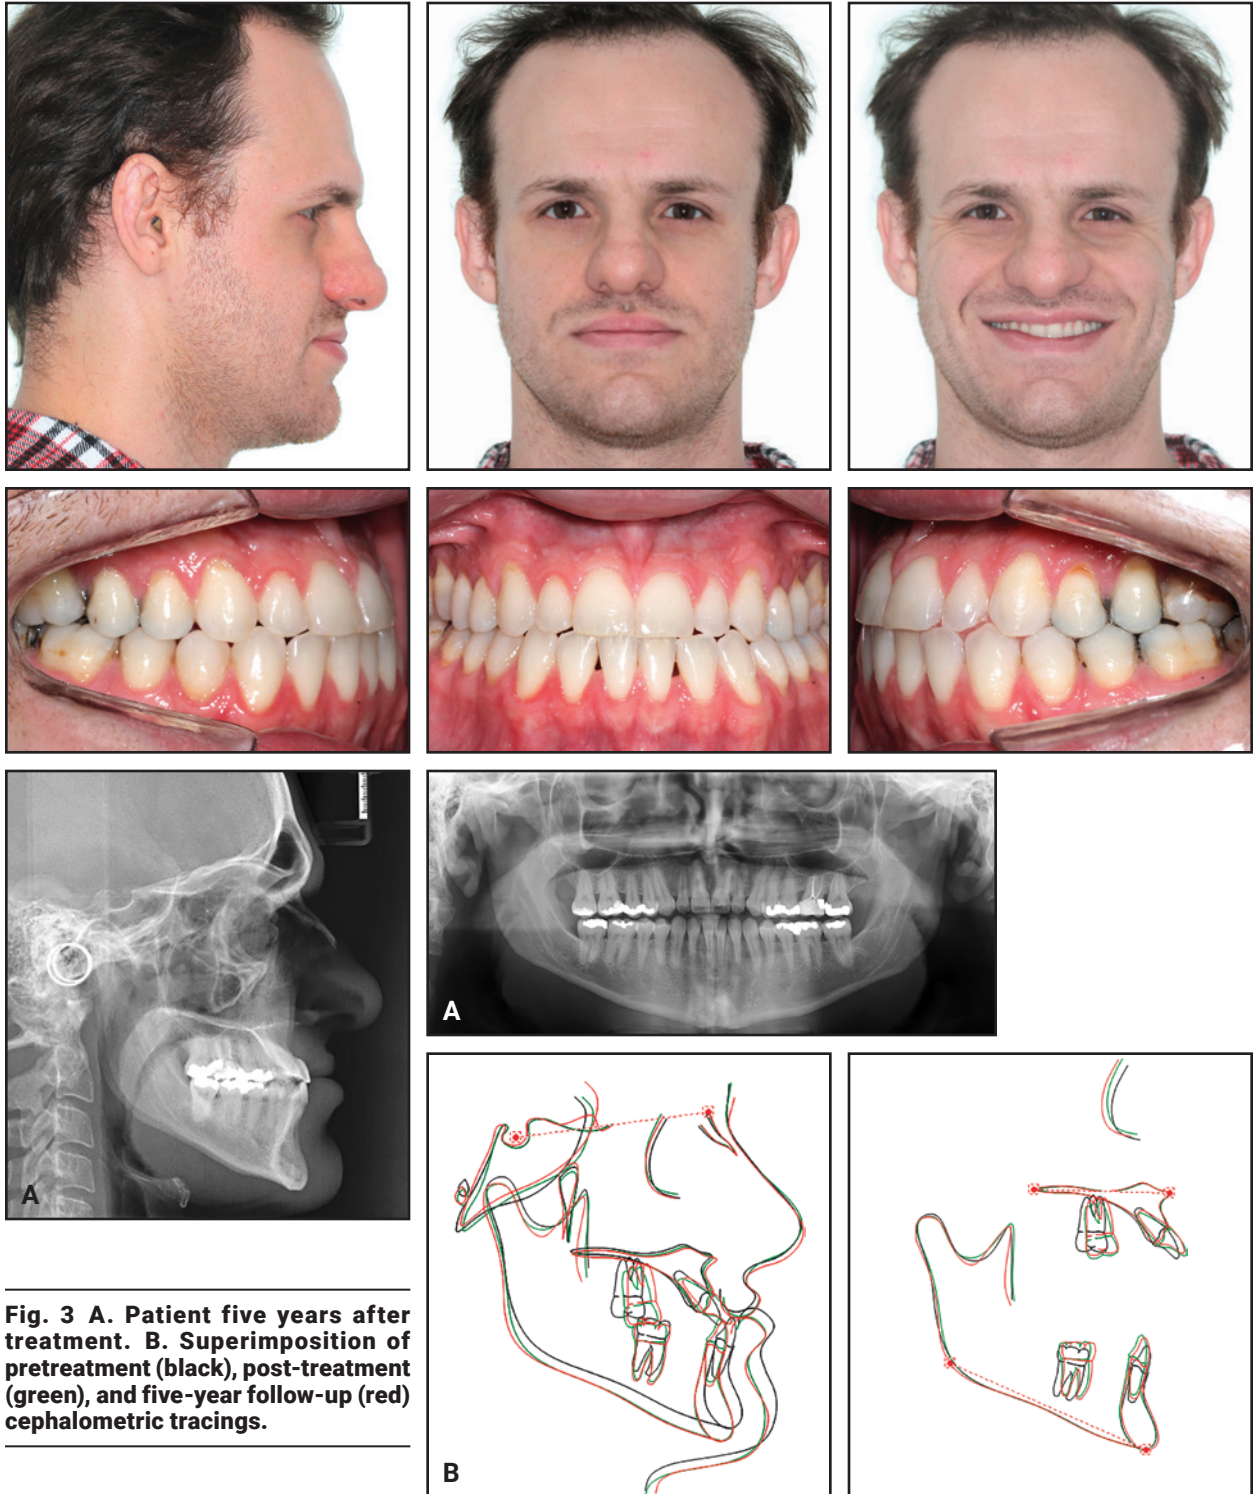 A
A
Fig. 3 A. Patient five years after
treatment. B. Superimposition of
pretreatment (black), post-treatment
(green), and five-year follow-up (red)
cephalometric tracings.
B